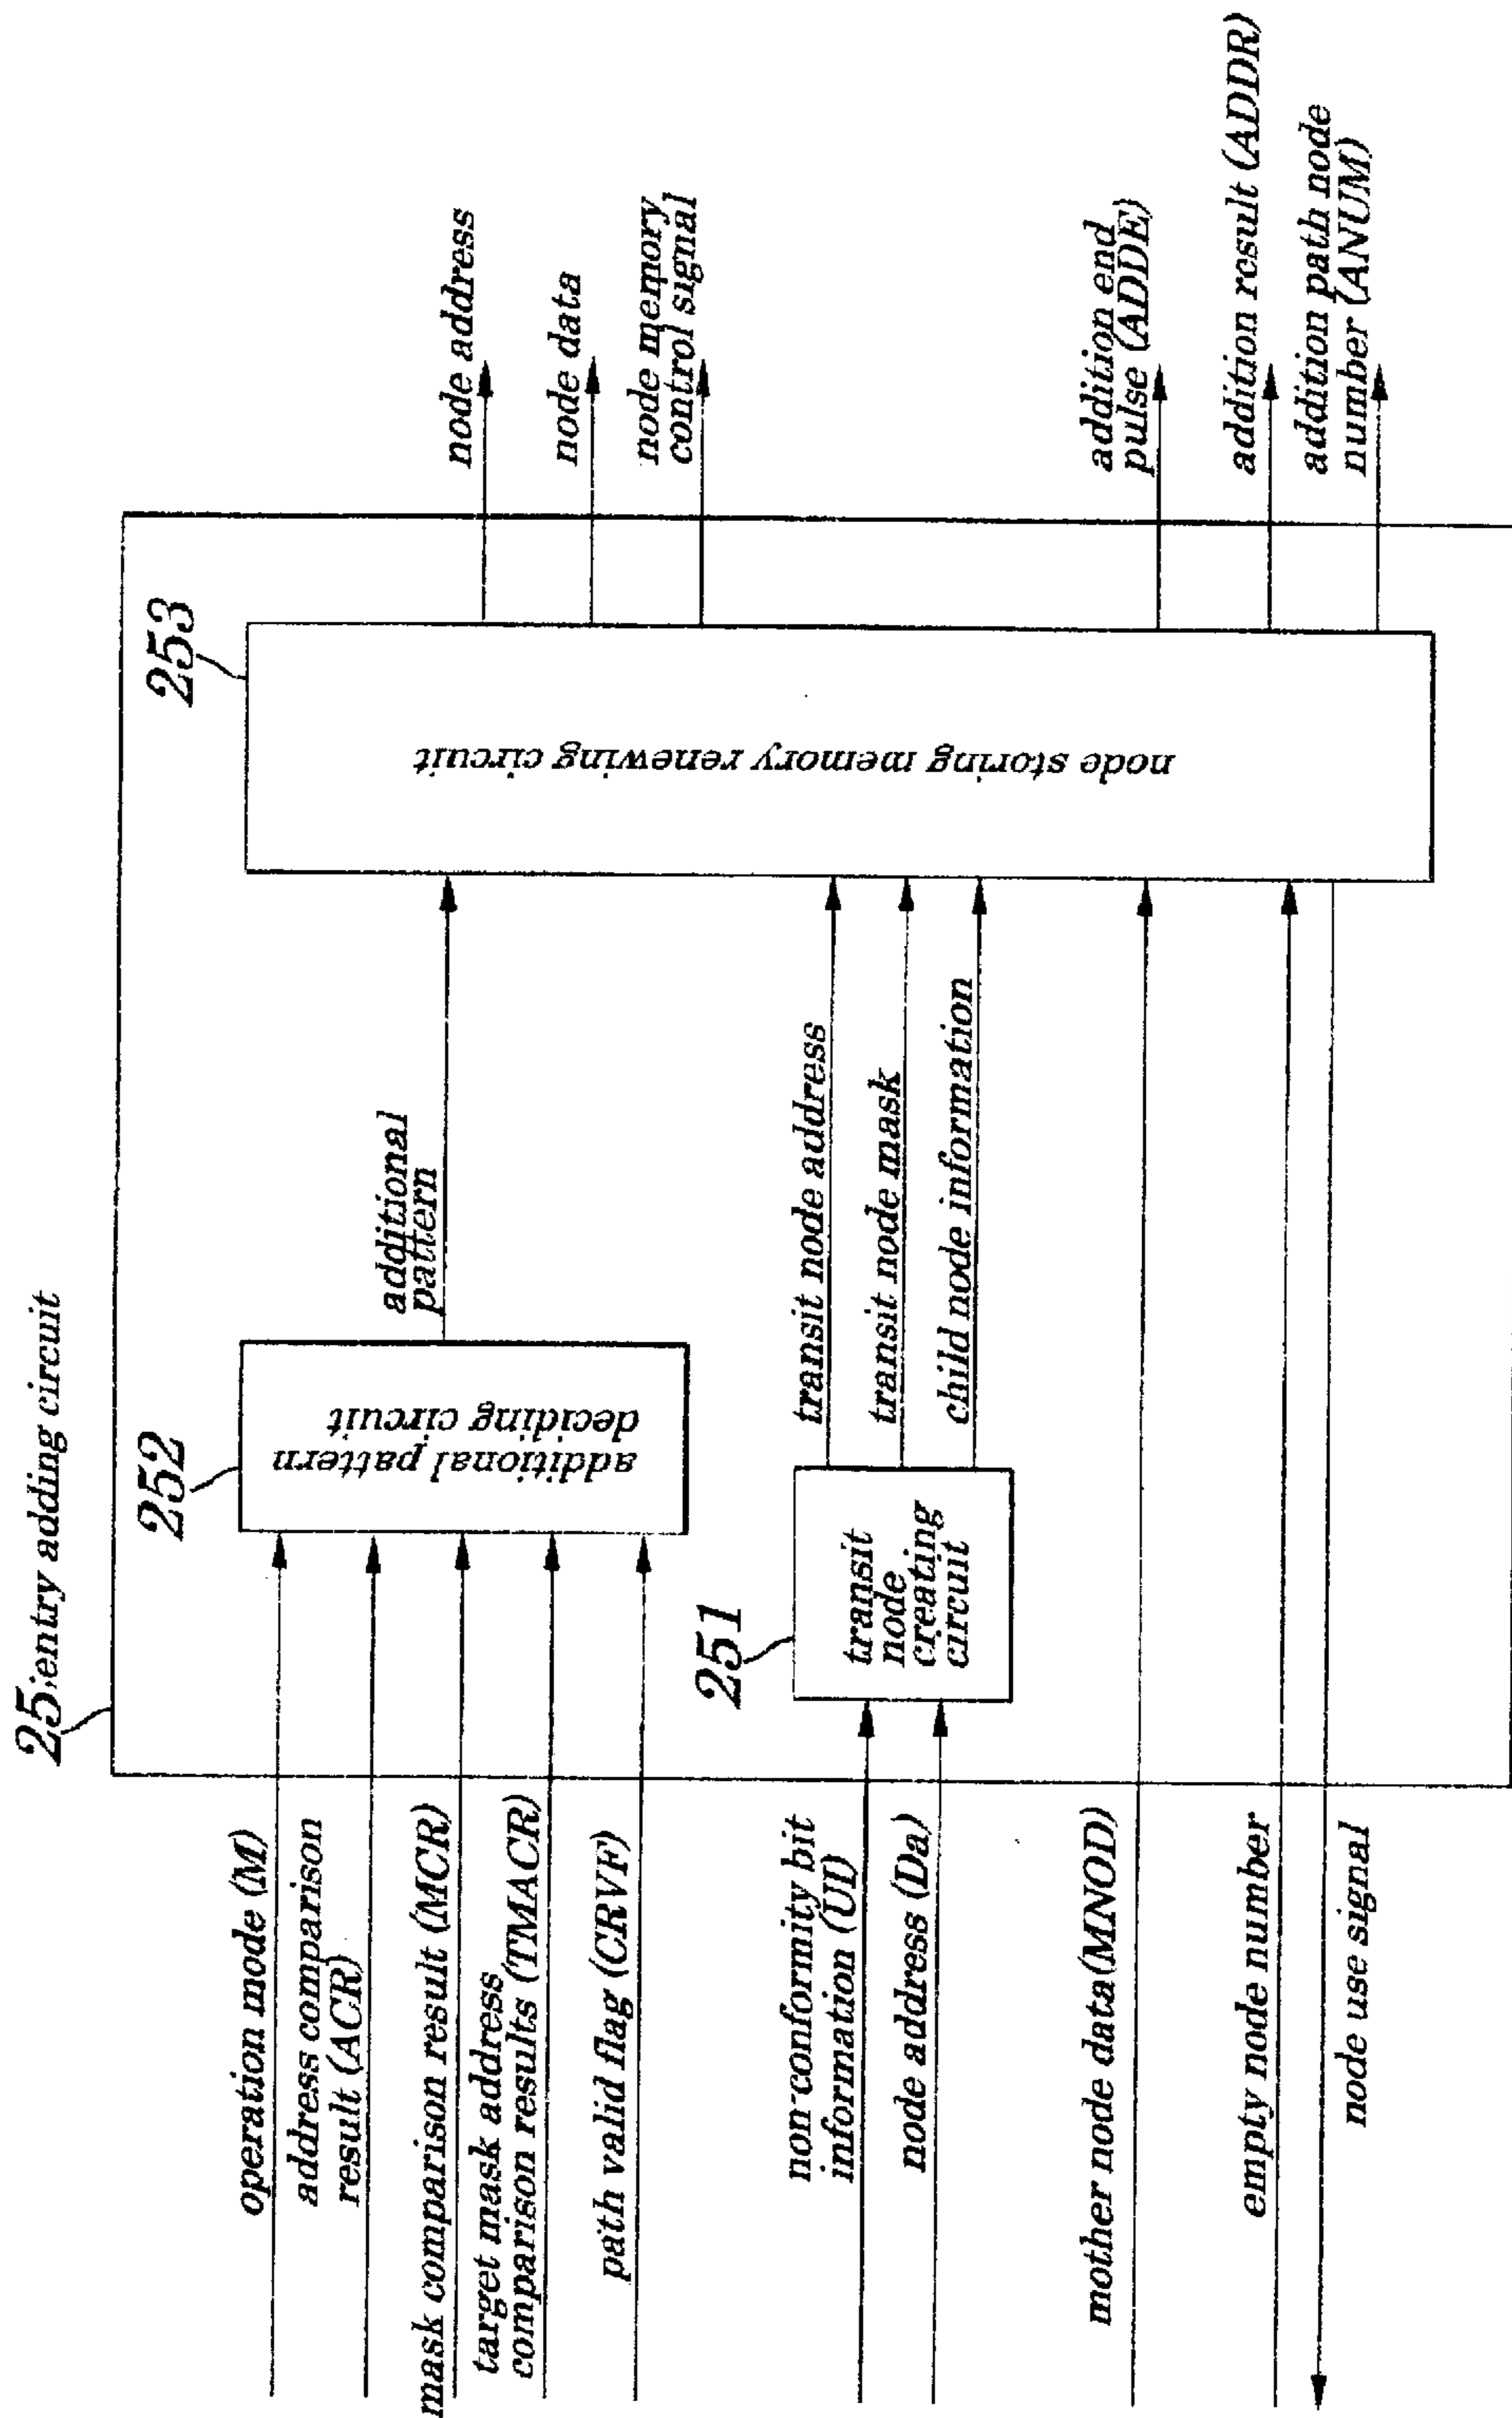 25:entry adding circuit
operation mode (M)
address comparison
result (ACR)
mask comparison result (MCR)
target mask address
comparison results (TMACR)
path valid flag (CRVF)
non-conformity bit
information (UI)
node address (Da)
mother node data(MNOD)
empty node number
node use signal
252
additional pattern
deciding circuit
251
transit
node
creating
circuit
additional
pattern
transit node address
transit node mask
child node information
253
node storing memory renewing circuit
node address
node data
node memory
control signal
addition end
pulse (ADDE)
addition result (ADDR)
addition path node
number (ANUM)